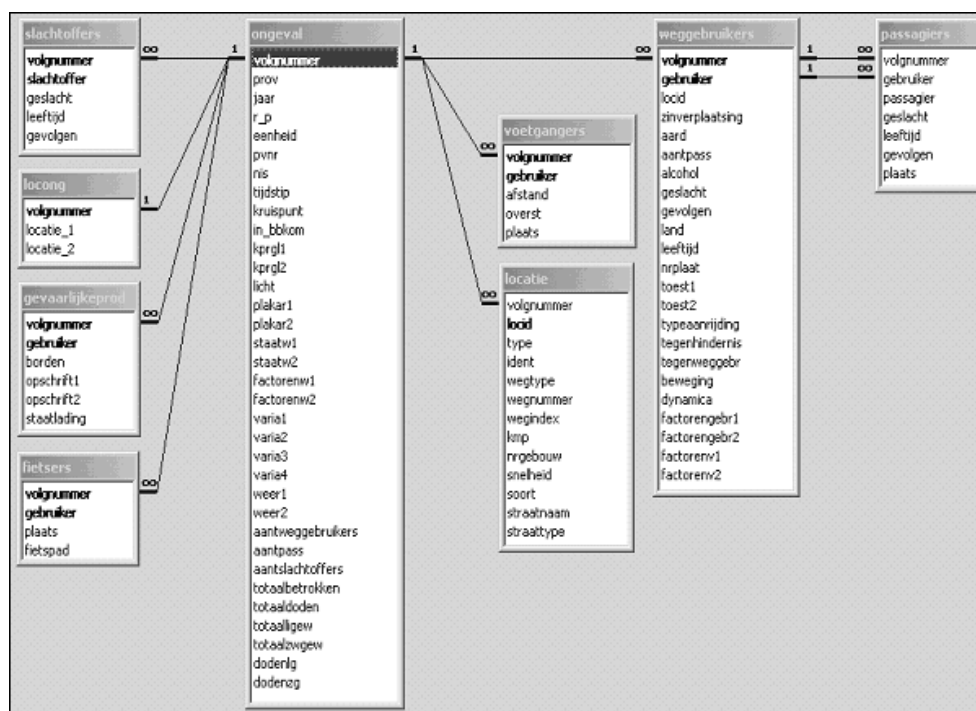 slachtoffers
volgnummer
slachtoffer
geslacht
leeftijd
gevolgen
locong
volgnummer
locatie_1
locatie_2
gevaarlijkeprod
volgnummer
gebruiker
borden
opschrift1
opschrift2
staatlading
fietsers
volgnummer
gebruiker
plaats
fietspad
∞
1
1
∞
∞
ongeval
volgnummer
prov
jaar
r_p
eenheid
pvnr
nis
tijdstip
kruispunt
in_bbkom
kprgl1
kprgl2
licht
plakar1
plakar2
staatw1
staatw2
factorenw1
factorenw2
varia1
varia2
varia3
varia4
weer1
weer2
aantweggebruikers
aantpass
aantslachtoffers
totaalbetrokken
totaaldoden
totaalligew
totaalzwgew
dodenlg
dodenzg
1
∞
∞
∞
voetgangers
volgnummer
gebruiker
afstand
overst
plaats
locatie
volgnummer
locid
type
ident
wegtype
wegnummer
wegindex
kmp
nrgebouw
snelheid
soort
straatnaam
straattype
weggebruikers
volgnummer
gebruiker
locid
zinverplaatsing
aard
aantpass
alcohol
geslacht
gevolgen
land
leeftijd
nrplaat
toest1
toest2
typeaanrijding
tegenhindernis
tegenweggebr
beweging
dynamica
factorengebr1
factorengebr2
factorenv1
factorenv2
1 ∞
1 ∞
passagiers
volgnummer
gebruiker
passagier
geslacht
leeftijd
gevolgen
plaats